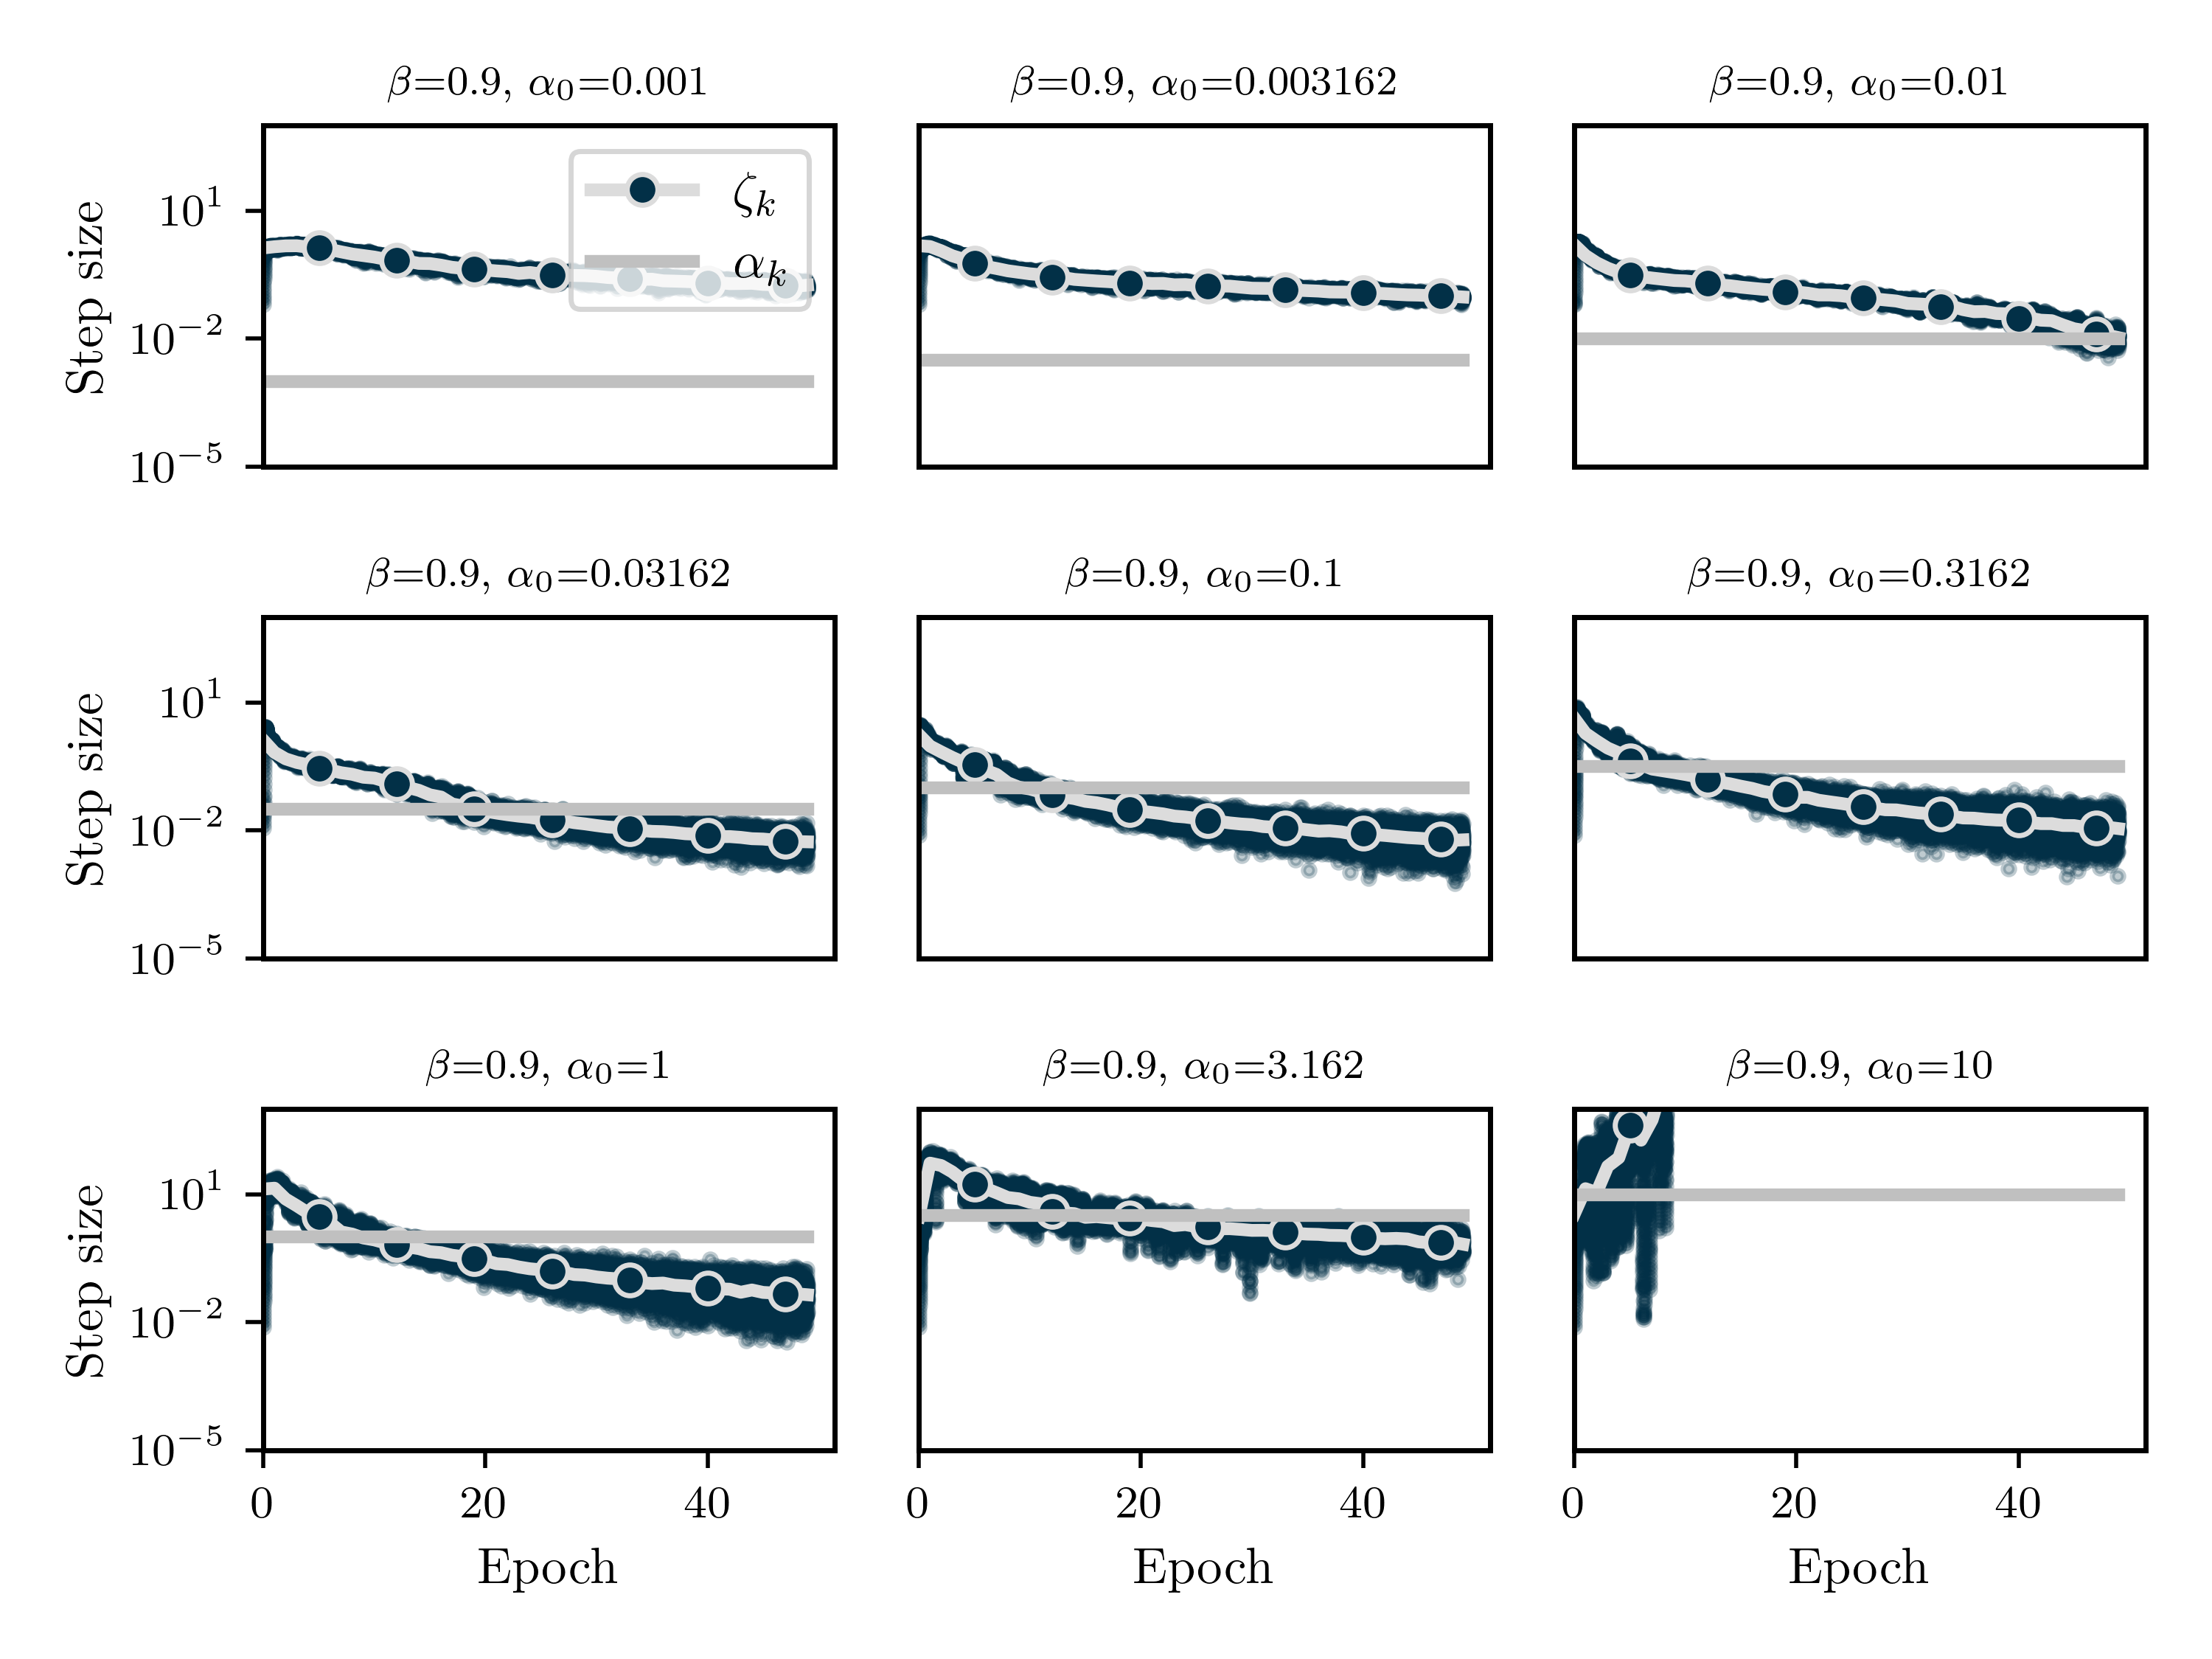 β=0.9, α₀=0.001
β=0.9, α₀=0.003162
β=0.9, α₀=0.01
Step size
10¹
10⁻²
10⁻⁵
ζₖ
αₖ
β=0.9, α₀=0.03162
β=0.9, α₀=0.1
β=0.9, α₀=0.3162
Step size
10¹
10⁻²
10⁻⁵
β=0.9, α₀=1
β=0.9, α₀=3.162
β=0.9, α₀=10
Step size
10¹
10⁻²
10⁻⁵
0 20 40
0 20 40
0 20 40
Epoch
Epoch
Epoch